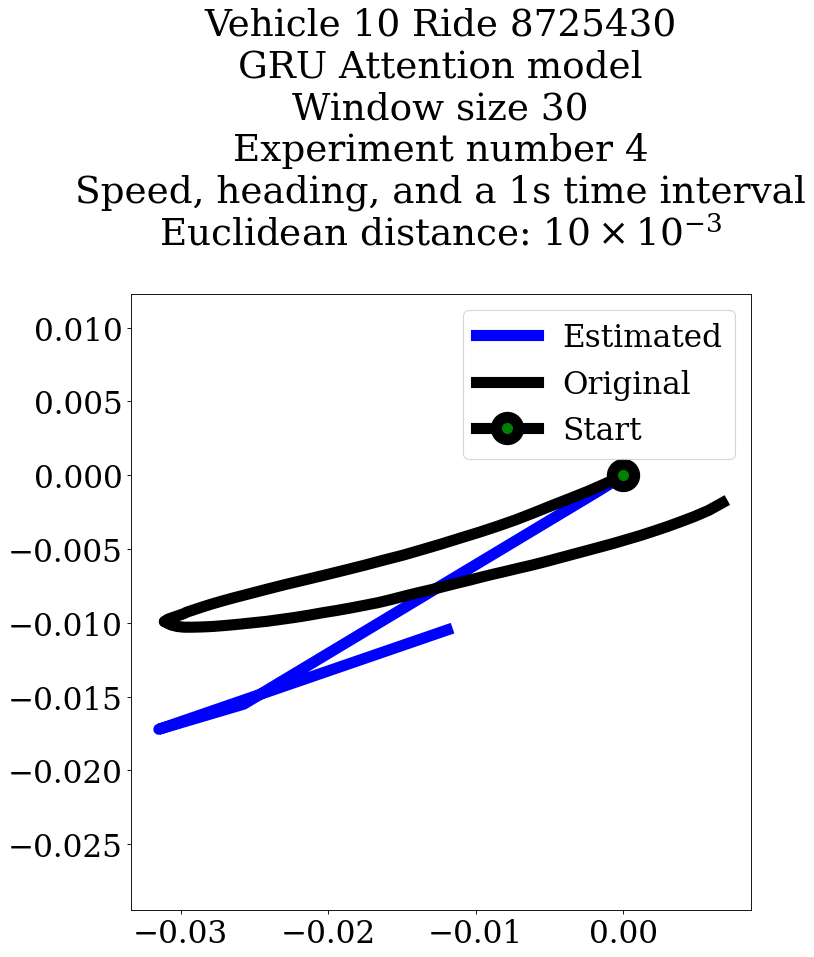 Vehicle 10 Ride 8725430
GRU Attention model
Window size 30
Experiment number 4
Speed, heading, and a 1s time interval
Euclidean distance: 10 × 10⁻³
Estimated
Original
Start
0.010
0.005
0.000
−0.005
−0.010
−0.015
−0.020
−0.025
−0.03 −0.02 −0.01 0.00